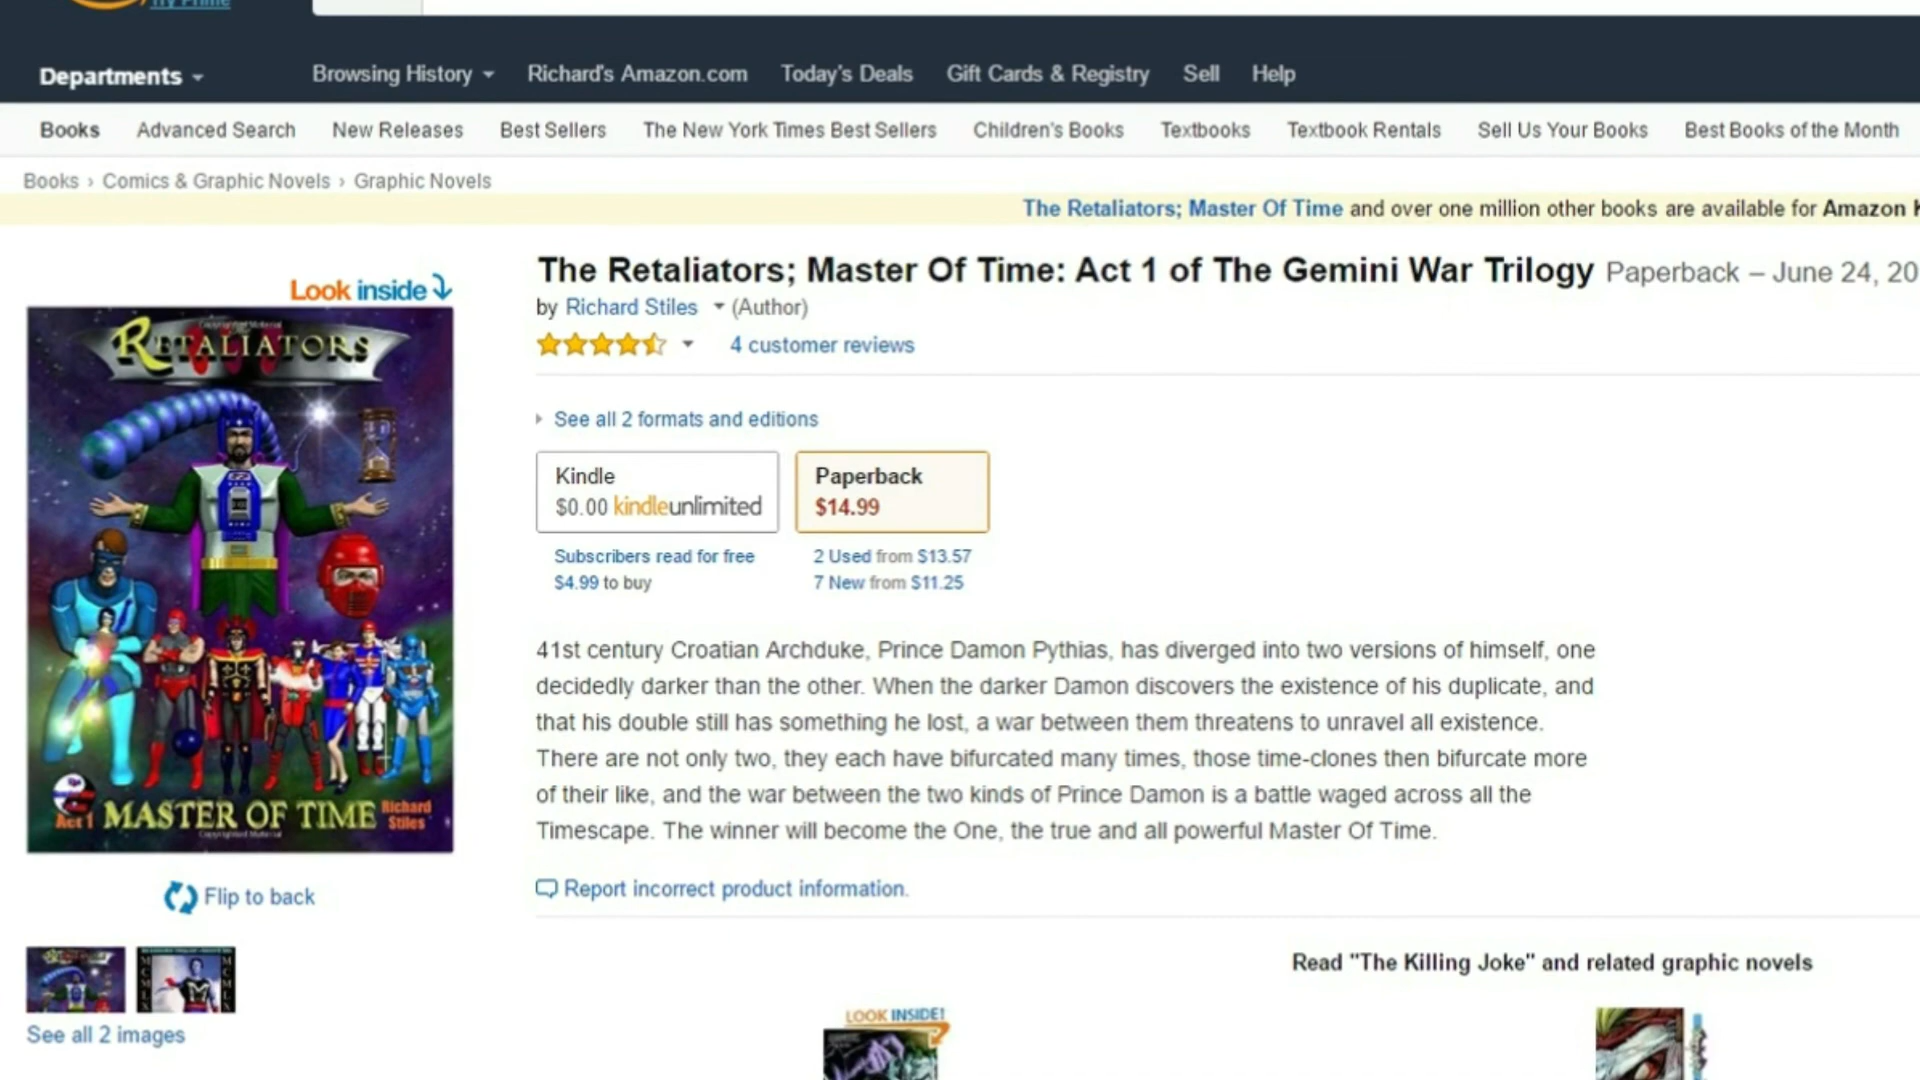 Try Prime
Departments
Browsing History
Richard's Amazon.com
Today's Deals
Gift Cards & Registry
Sell
Help
Books
Advanced Search
New Releases
Best Sellers
The New York Times Best Sellers
Children's Books
Textbooks
Textbook Rentals
Sell Us Your Books
Best Books of the Month
Books › Comics & Graphic Novels › Graphic Novels
The Retaliators; Master Of Time and over one million other books are available for Amazon
Look inside
RETALIATORS
MASTER OF TIME
Act 1
Richard
Stiles
Flip to back
See all 2 images
The Retaliators; Master Of Time: Act 1 of The Gemini War Trilogy Paperback – June 24, 20
by Richard Stiles (Author)
4 customer reviews
See all 2 formats and editions
Kindle
$0.00 kindleunlimited
Subscribers read for free
$4.99 to buy
Paperback
$14.99
2 Used from $13.57
7 New from $11.25
41st century Croatian Archduke, Prince Damon Pythias, has diverged into two versions of himself, one
decidedly darker than the other. When the darker Damon discovers the existence of his duplicate, and
that his double still has something he lost, a war between them threatens to unravel all existence.
There are not only two, they each have bifurcated many times, those time-clones then bifurcate more
of their like, and the war between the two kinds of Prince Damon is a battle waged across all the
Timescape. The winner will become the One, the true and all powerful Master Of Time.
Report incorrect product information.
Read "The Killing Joke" and related graphic novels
LOOK INSIDE!